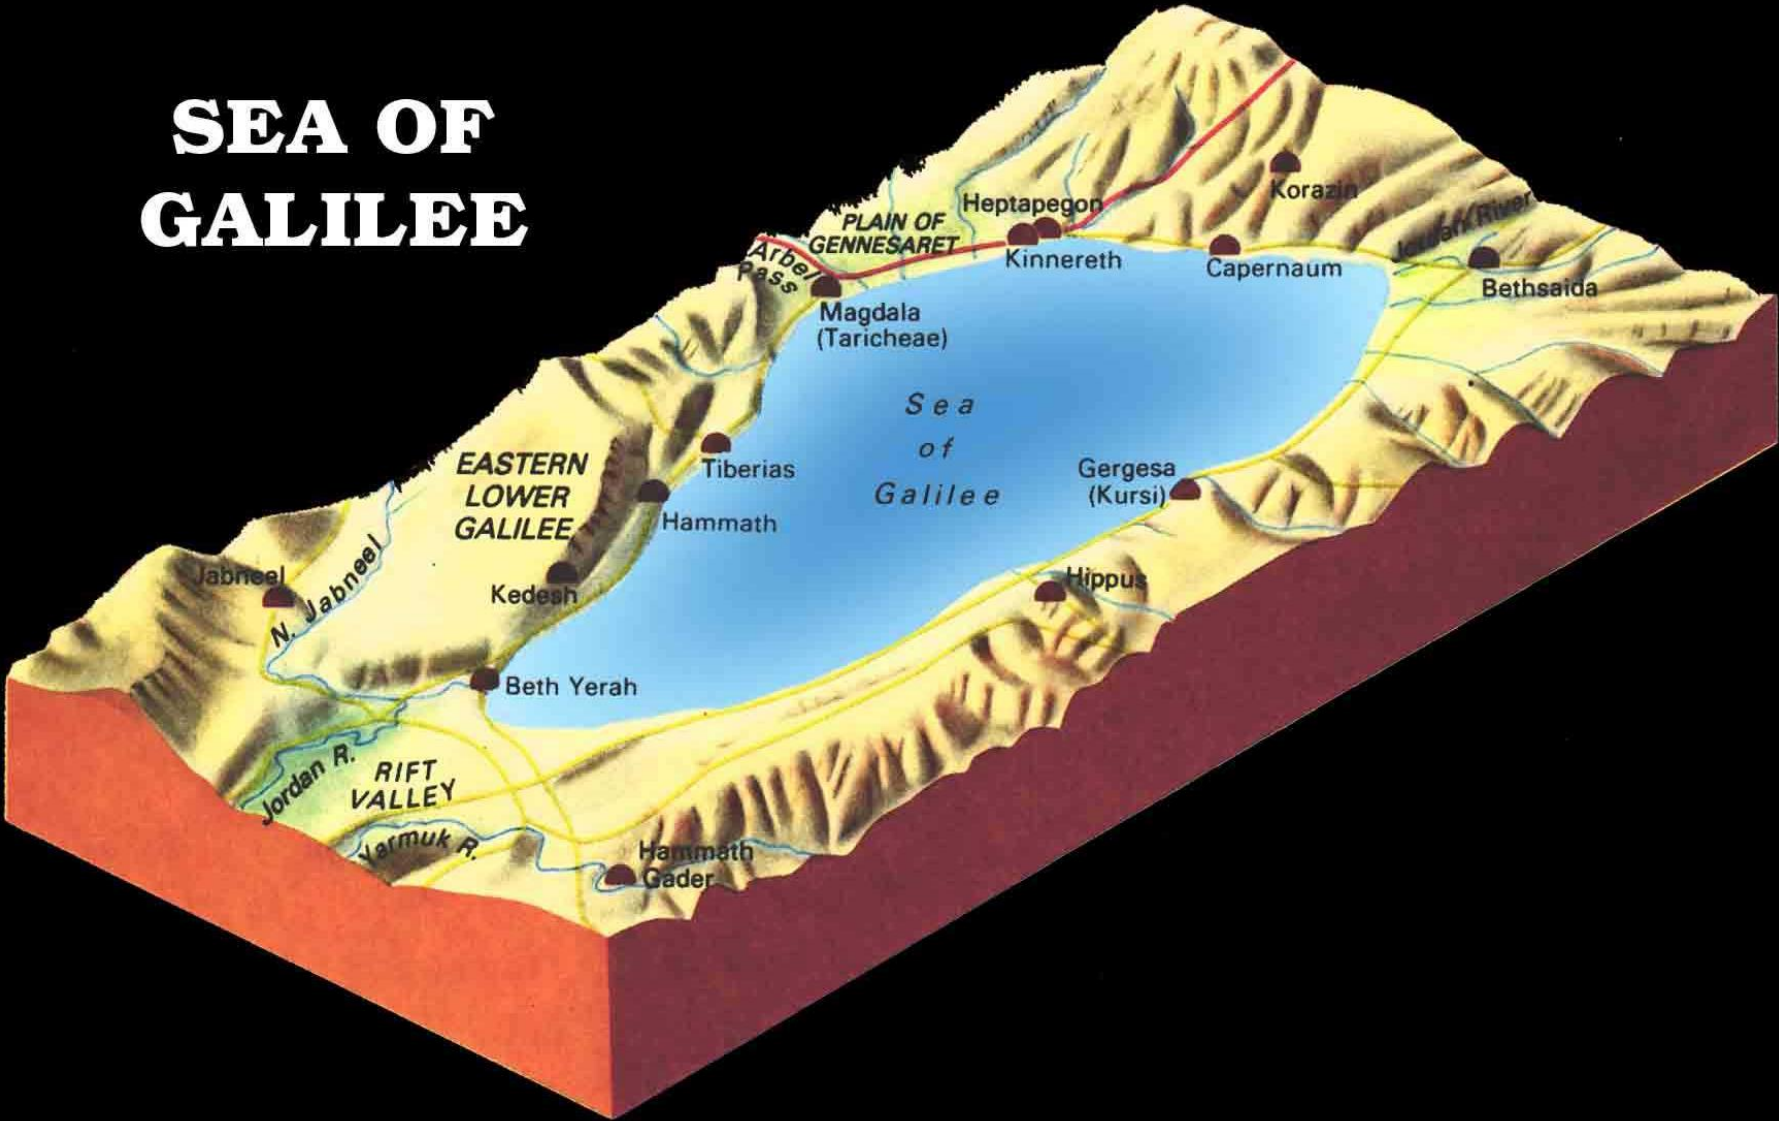 SEA OF
GALILEE
Korazin
Heptapegon
Jordan River
PLAIN OF
GENNESARET
Arbel
Pass
Kinnereth
Capernaum
Bethsaida
Magdala
(Taricheae)
Sea
of
Galilee
EASTERN
LOWER
GALILEE
Tiberias
Gergesa
(Kursi)
Hammath
Jabneel
N. Jabneel
Kedesh
Hippus
Beth Yerah
Jordan R.
RIFT
VALLEY
Yarmuk R.
Hammath
Gader